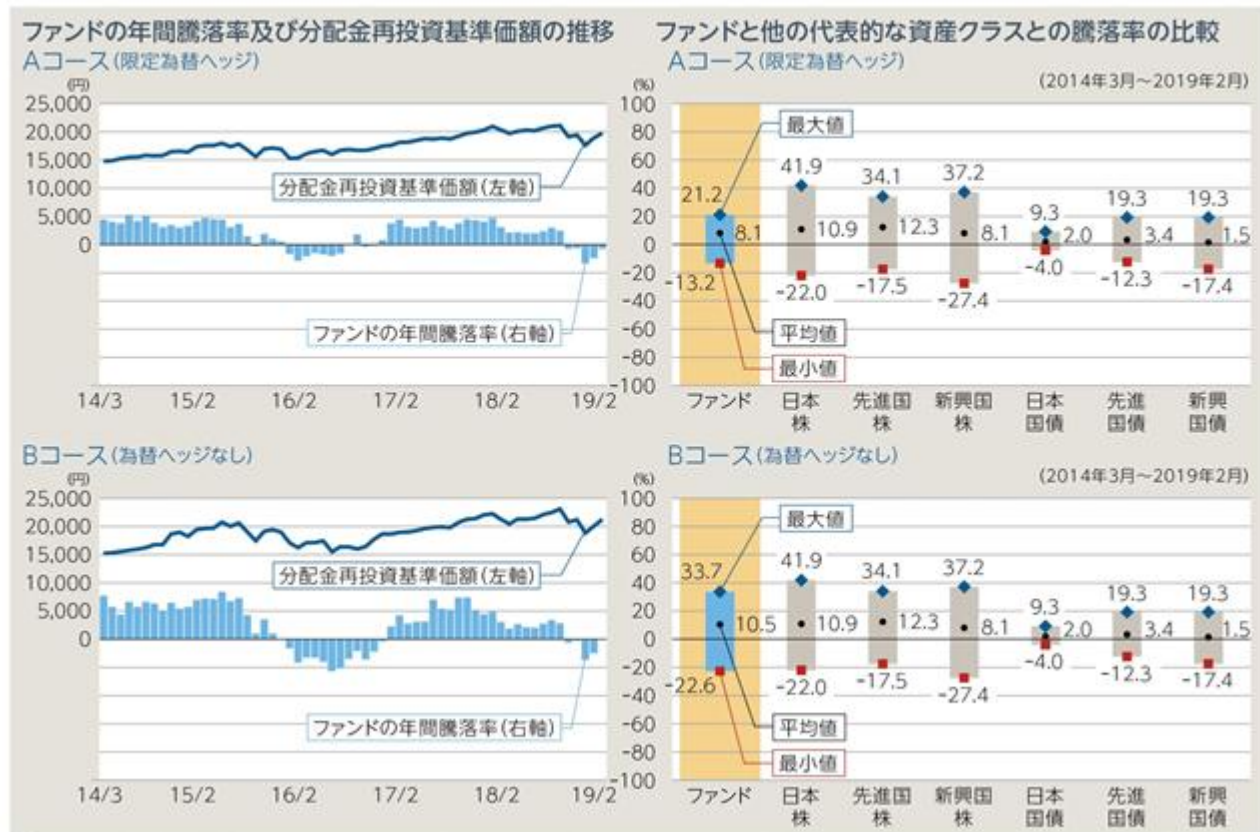 ファンドの年間騰落率及び分配金再投資基準価額の推移
Aコース(限定為替ヘッジ)
(円)
25,000
20,000
15,000
10,000
5,000
0
(%)
100
80
60
40
20
0
-20
-40
-60
-80
-100
分配金再投資基準価額(左軸)
ファンドの年間騰落率(右軸)
14/3 15/2 16/2 17/2 18/2 19/2
ファンドと他の代表的な資産クラスとの騰落率の比較
Aコース(限定為替ヘッジ)
(2014年3月〜2019年2月)
最大値
平均値
最小値
21.2 41.9 34.1 37.2 9.3 19.3 19.3
8.1 10.9 12.3 8.1 2.0 3.4 1.5
-13.2 -22.0 -17.5 -27.4 -4.0 -12.3 -17.4
ファンド 日本 先進国 新興国 日本 先進 新興
株 株 株 国債 国債 国債
Bコース(為替ヘッジなし)
(円)
25,000
20,000
15,000
10,000
5,000
0
(%)
100
80
60
40
20
0
-20
-40
-60
-80
-100
分配金再投資基準価額(左軸)
ファンドの年間騰落率(右軸)
14/3 15/2 16/2 17/2 18/2 19/2
Bコース(為替ヘッジなし)
(2014年3月〜2019年2月)
最大値
平均値
最小値
33.7 41.9 34.1 37.2 9.3 19.3 19.3
10.5 10.9 12.3 8.1 2.0 3.4 1.5
-22.6 -22.0 -17.5 -27.4 -4.0 -12.3 -17.4
ファンド 日本 先進国 新興国 日本 先進 新興
株 株 株 国債 国債 国債